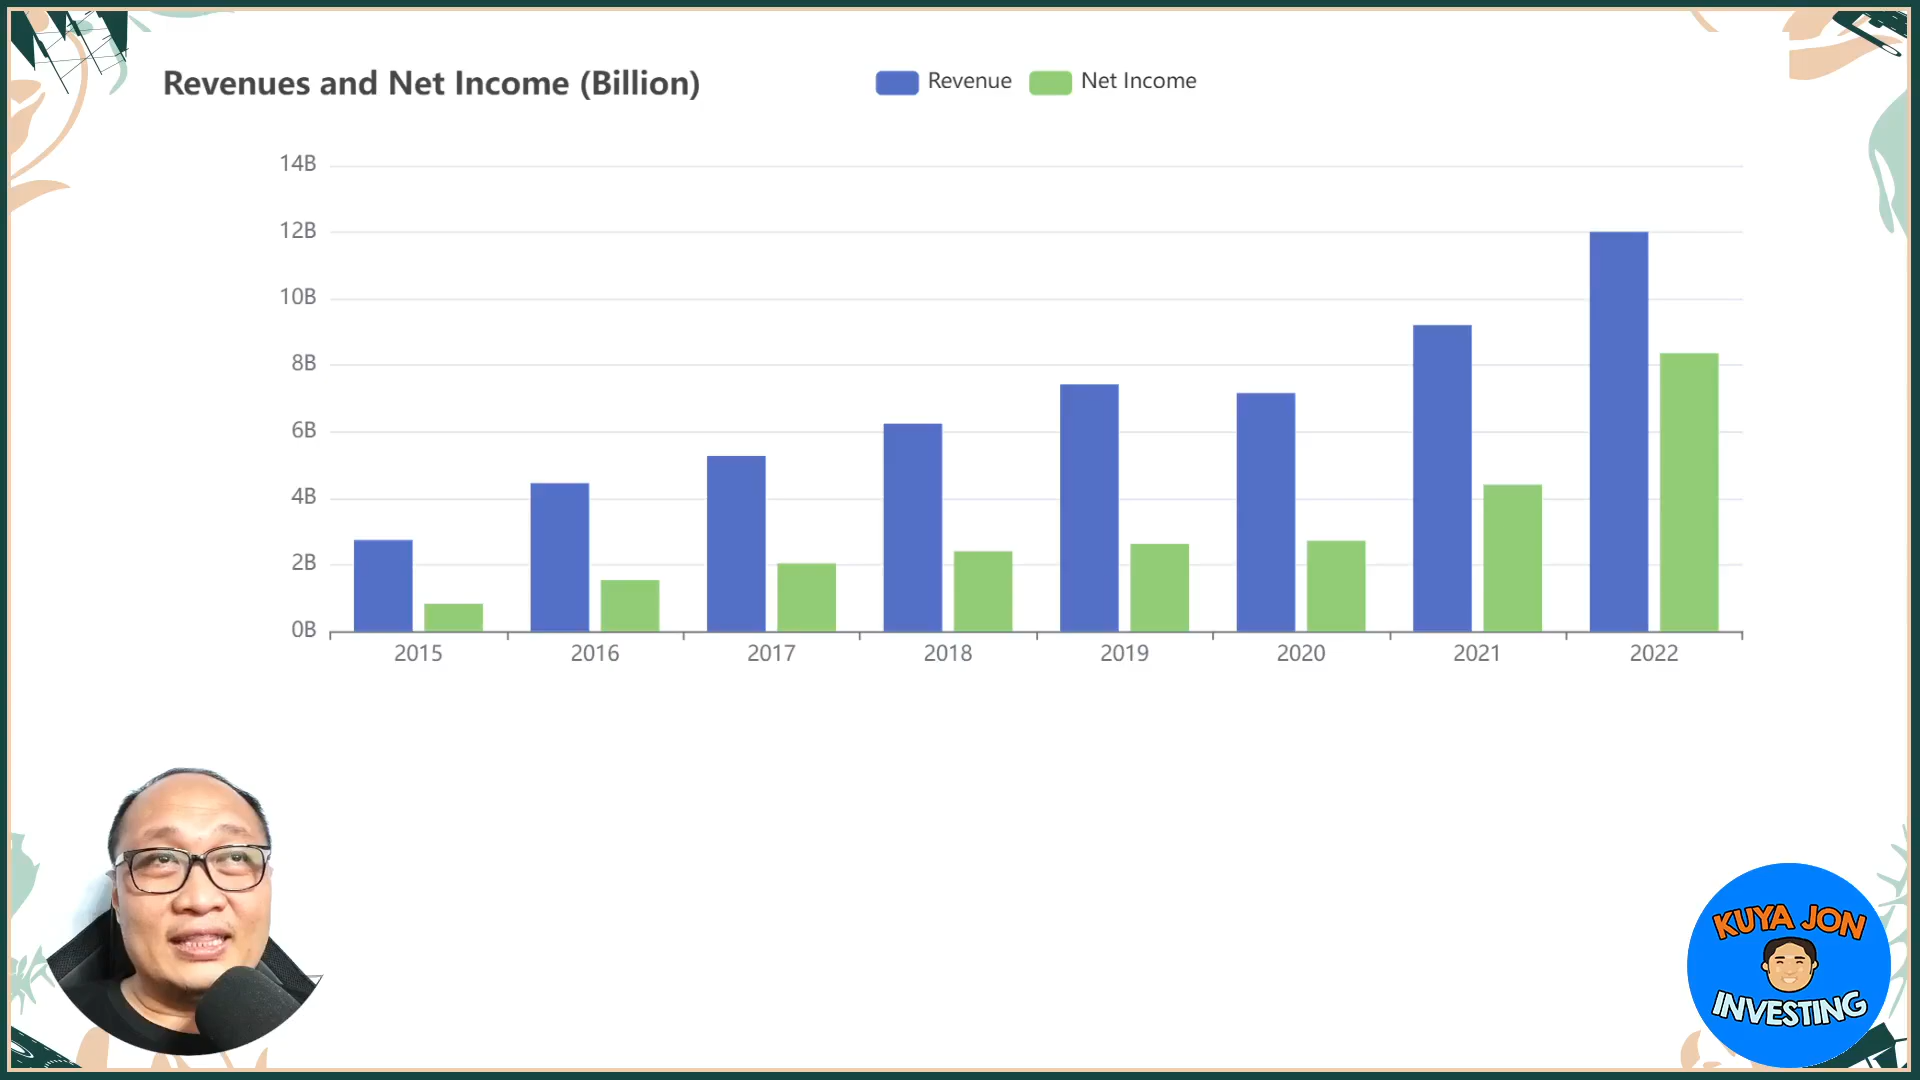 Revenues and Net Income (Billion)
Revenue Net Income
14B
12B
10B
8B
6B
4B
2B
0B
2015 2016 2017 2018 2019 2020 2021 2022
KUYA JON
INVESTING